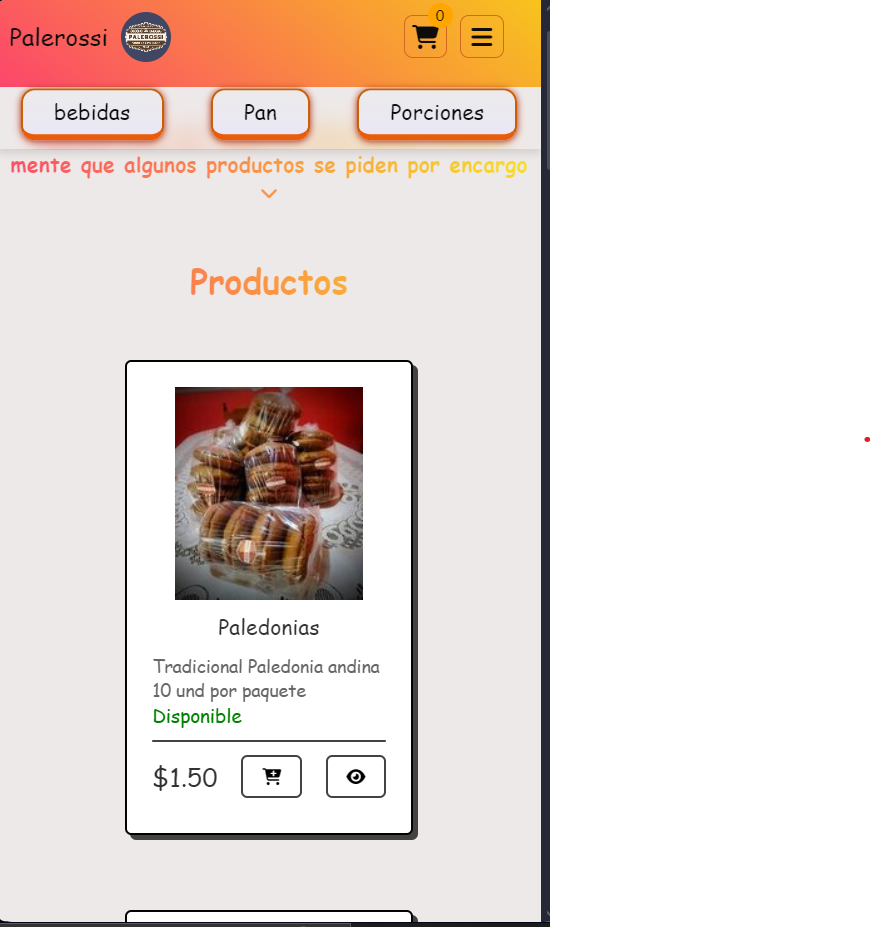 Palerossi
PALEROSSI
0
bebidas
Pan
Porciones
mente que algunos productos se piden por encargo
Productos
Paledonias
Tradicional Paledonia andina
10 und por paquete
Disponible
$1.50